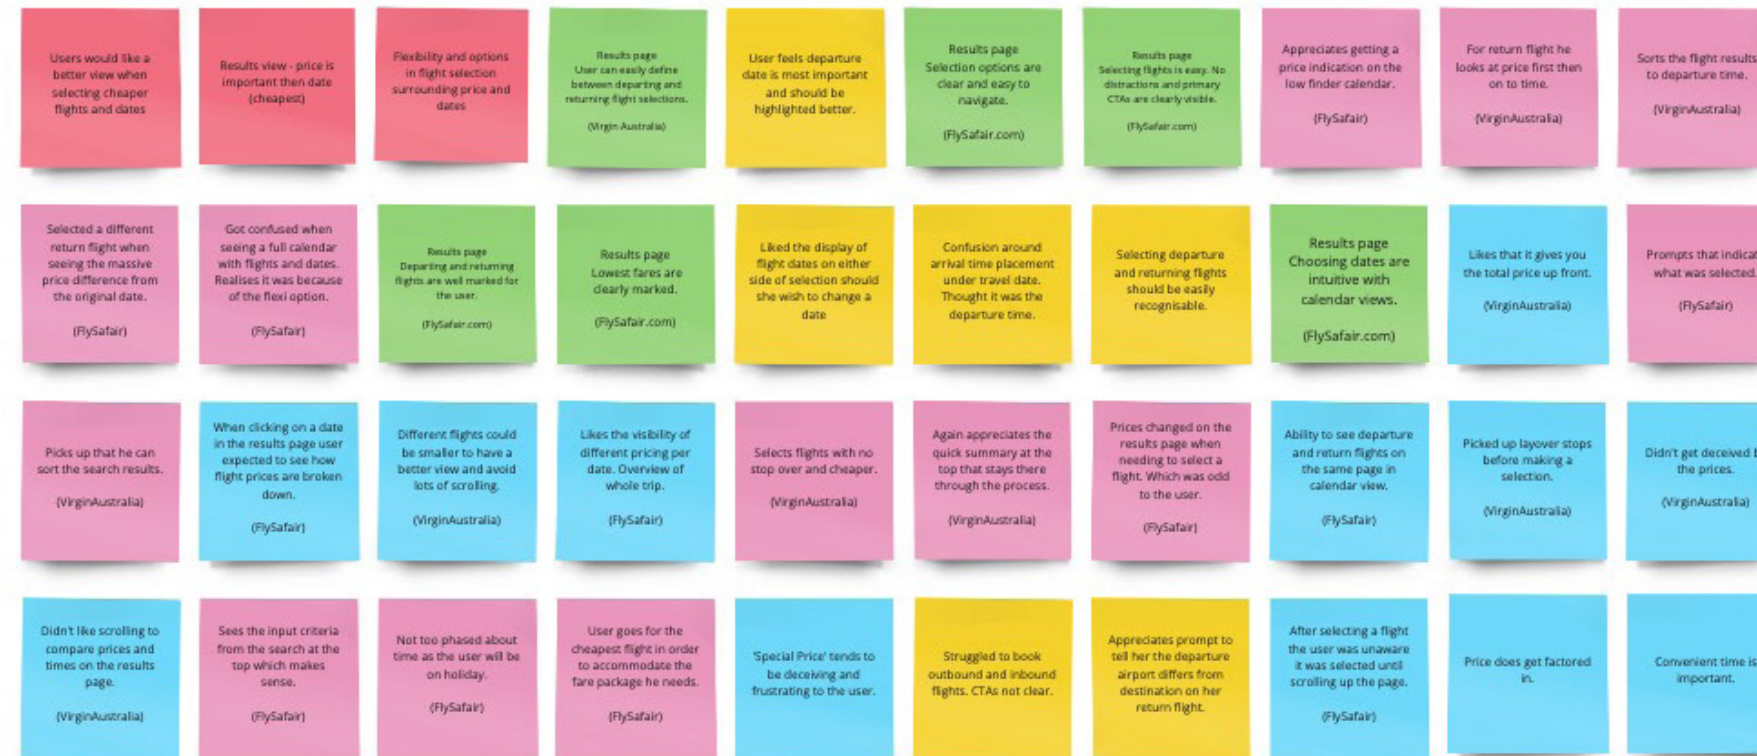 Users would like a
better view when
selecting cheaper
flights and dates
Results view - price is
important then date
(cheapest)
Flexibility and options
in flight selection
surrounding price and
dates
Results page
User can easily define
between departing and
returning flight selections.
(Virgin Australia)
User feels departure
date is most important
and should be
highlighted better.
Results page
Selection options are
clear and easy to
navigate.
(FlySafair.com)
Results page
Selecting flights is easy. No
distractions and primary
CTAs are clearly visible.
(FlySafair.com)
Appreciates getting a
price indication on the
low finder calendar.
(FlySafair)
For return flight he
looks at price first then
on to time.
(VirginAustralia)
Sorts the flight results
to departure time.
(VirginAustralia)
Selected a different
return flight when
seeing the massive
price difference from
the original date.
(FlySafair)
Got confused when
seeing a full calendar
with flights and dates.
Realises it was because
of the flexi option.
(FlySafair)
Results page
Departing and returning
flights are well marked for
the user.
(FlySafair.com)
Results page
Lowest fares are
clearly marked.
(FlySafair.com)
Liked the display of
flight dates on either
side of selection should
she wish to change a
date
Confusion around
arrival time placement
under travel date.
Thought it was the
departure time.
Selecting departure
and returning flights
should be easily
recognisable.
Results page
Choosing dates are
intuitive with
calendar views.
(FlySafair.com)
Likes that it gives you
the total price up front.
(VirginAustralia)
Prompts that indicat
what was selected.
(FlySafair)
Picks up that he can
sort the search results.
(VirginAustralia)
When clicking on a date
in the results page user
expected to see how
flight prices are broken
down.
(FlySafair)
Different flights could
be smaller to have a
better view and avoid
lots of scrolling.
(VirginAustralia)
Likes the visibility of
different pricing per
date. Overview of
whole trip.
(FlySafair)
Selects flights with no
stop over and cheaper.
(VirginAustralia)
Again appreciates the
quick summary at the
top that stays there
through the process.
(VirginAustralia)
Prices changed on the
results page when
needing to select a
flight. Which was odd
to the user.
(FlySafair)
Ability to see departure
and return flights on
the same page in
calendar view.
(FlySafair)
Picked up layover stops
before making a
selection.
(VirginAustralia)
Didn't get deceived b
the prices.
(VirginAustralia)
Didn't like scrolling to
compare prices and
times on the results
page.
(VirginAustralia)
Sees the input criteria
from the search at the
top which makes
sense.
(FlySafair)
Not too phased about
time as the user will be
on holiday.
(FlySafair)
User goes for the
cheapest flight in order
to accommodate the
fare package he needs.
(FlySafair)
'Special Price' tends to
be deceiving and
frustrating to the user.
Struggled to book
outbound and inbound
flights. CTAs not clear.
Appreciates prompt to
tell her the departure
airport differs from
destination on her
return flight.
After selecting a flight
the user was unaware
it was selected until
scrolling up the page.
(FlySafair)
Price does get factored
in.
Convenient time is
important.